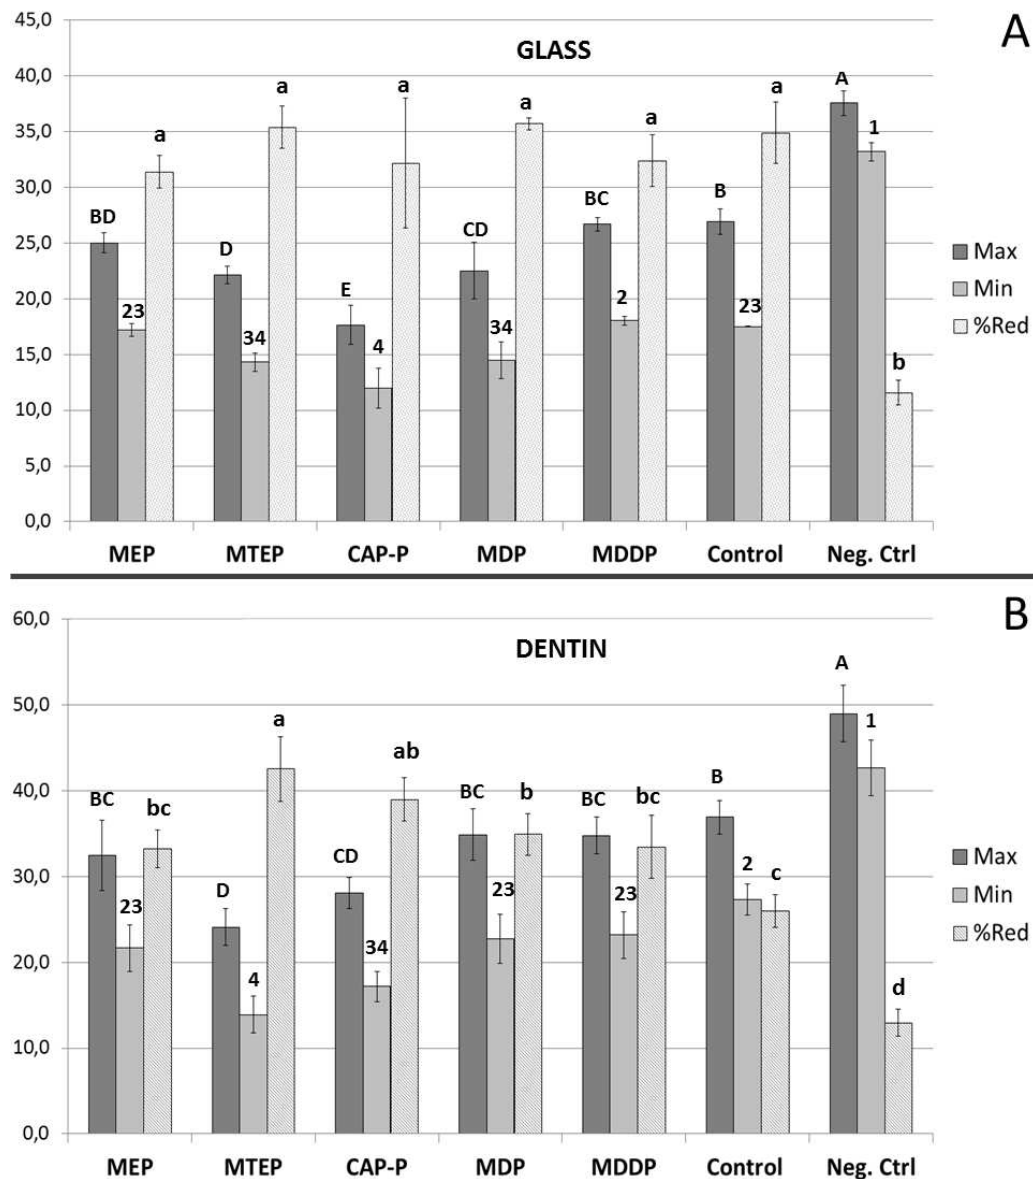 A
GLASS
45,0
40,0
35,0
30,0
25,0
20,0
15,0
10,0
5,0
0,0
BD 23 a
D 34 a
E 4 a
CD 34 a
BC 2 a
B 23 a
A 1 b
Max
Min
%Red
MEP MTEP CAP-P MDP MDDP Control Neg. Ctrl
B
DENTIN
60,0
50,0
40,0
30,0
20,0
10,0
0,0
BC 23 bc
D 4 a
CD 34 ab
BC 23 b
BC 23 bc
B 2 c
A 1 d
Max
Min
%Red
MEP MTEP CAP-P MDP MDDP Control Neg. Ctrl